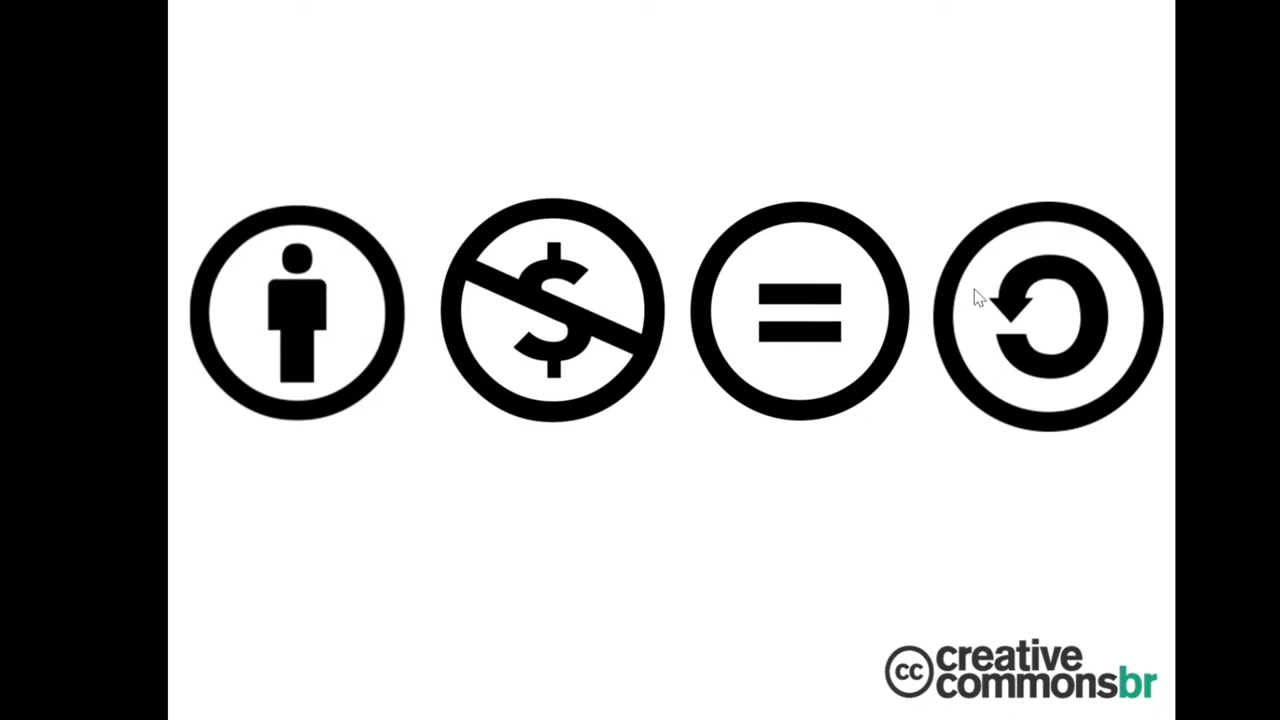 $
=
cc creative
commonsbr